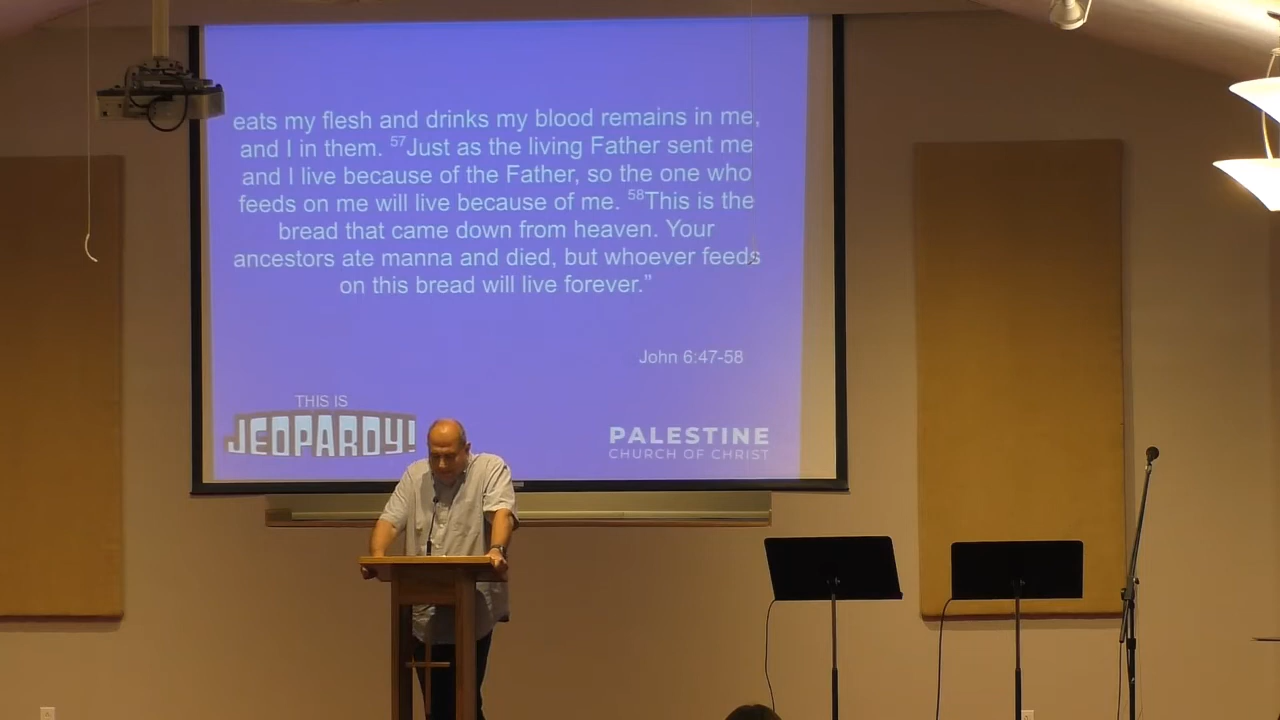 eats my flesh and drinks my blood remains in me,
and I in them. ⁵⁷Just as the living Father sent me
and I live because of the Father, so the one who
feeds on me will live because of me. ⁵⁸This is the
bread that came down from heaven. Your
ancestors ate manna and died, but whoever feeds
on this bread will live forever.”
John 6:47-58
THIS IS
JEOPARDY!
PALESTINE
CHURCH OF CHRIST